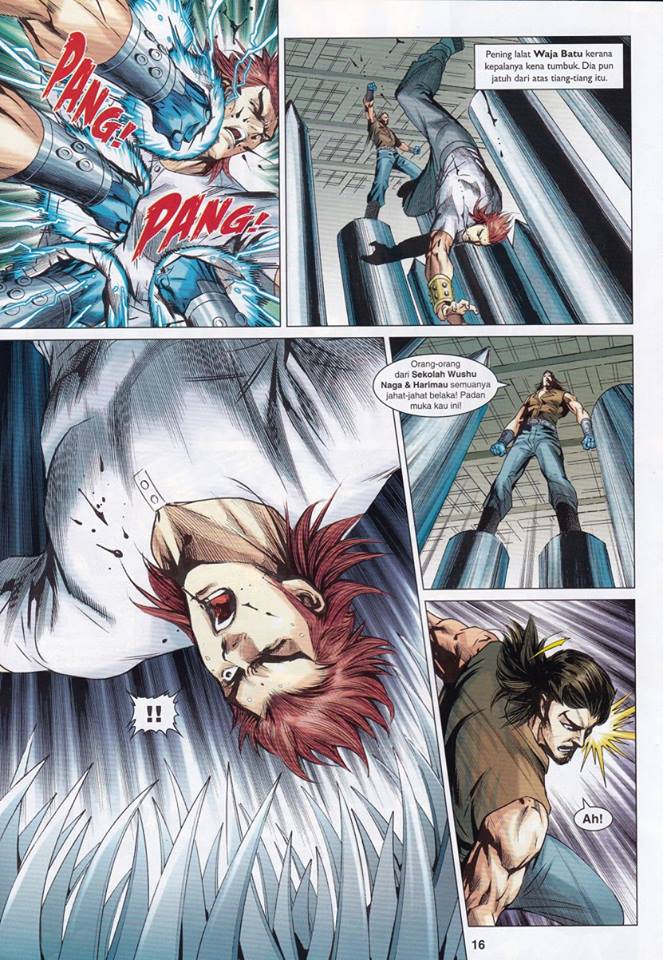 PANG!
PANG!
Pening lalat Waja Batu kerana
kepalanya kena tumbuk. Dia pun
jatuh dari atas tiang-tiang itu.
Orang-orang
dari Sekolah Wushu
Naga & Harimau semuanya
jahat-jahat belaka! Padan
muka kau ini!
!!
Ah!
16